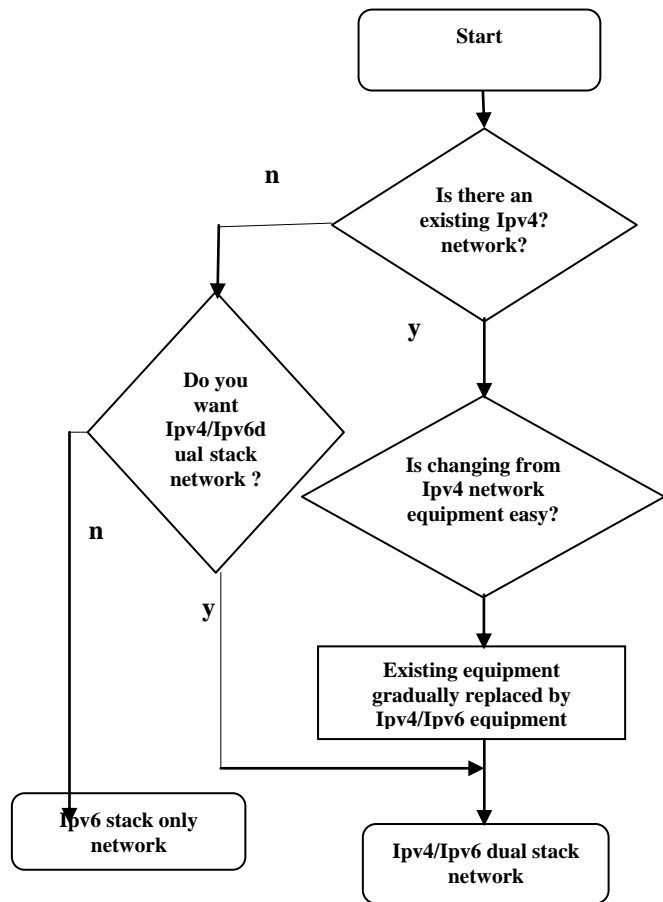 Start
n
Is there an
existing Ipv4?
network?
y
Do you
want
Ipv4/Ipv6d
ual stack
network ?
Is changing from
Ipv4 network
equipment easy?
n
y
Existing equipment
gradually replaced by
Ipv4/Ipv6 equipment
Ipv6 stack only
network
Ipv4/Ipv6 dual stack
network